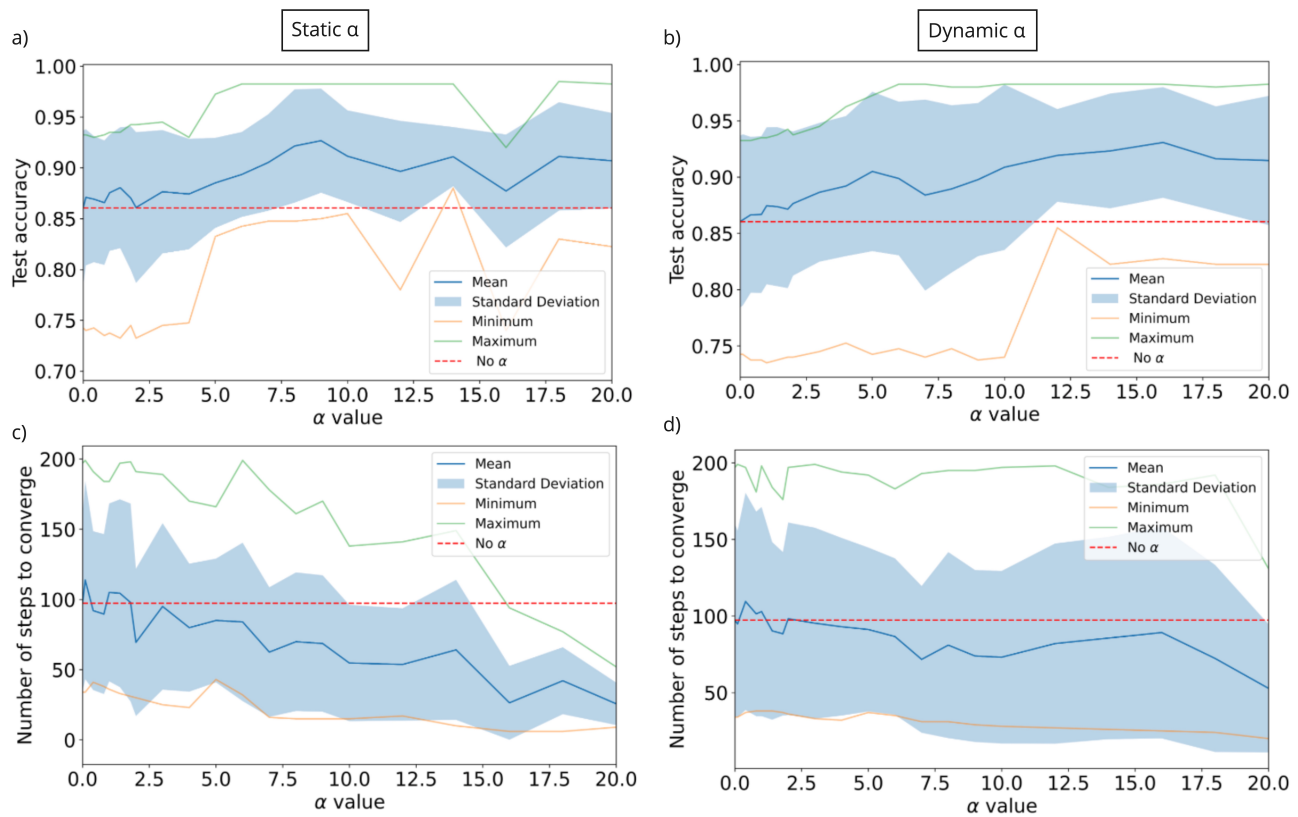 Static α
Dynamic α
a)
1.00
0.95
0.90
0.85
0.80
0.75
0.70
Test accuracy
Mean
Standard Deviation
Minimum
Maximum
No α
0.0 2.5 5.0 7.5 10.0 12.5 15.0 17.5 20.0
α value
b)
1.00
0.95
0.90
0.85
0.80
0.75
Test accuracy
Mean
Standard Deviation
Minimum
Maximum
No α
0.0 2.5 5.0 7.5 10.0 12.5 15.0 17.5 20.0
α value
c)
200
150
100
50
0
Number of steps to converge
Mean
Standard Deviation
Minimum
Maximum
No α
0.0 2.5 5.0 7.5 10.0 12.5 15.0 17.5 20.0
α value
d)
200
150
100
50
Number of steps to converge
Mean
Standard Deviation
Minimum
Maximum
No α
0.0 2.5 5.0 7.5 10.0 12.5 15.0 17.5 20.0
α value